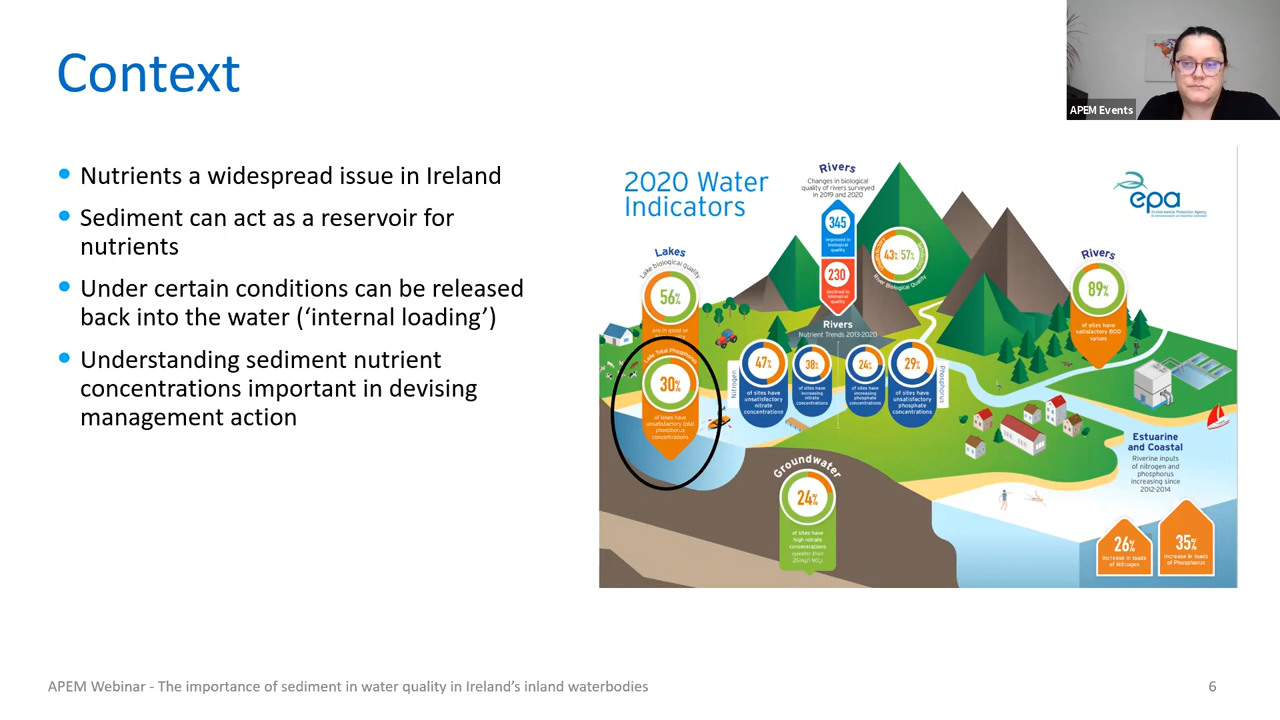 Context
APEM Events
Nutrients a widespread issue in Ireland
Sediment can act as a reservoir for
nutrients
Under certain conditions can be released
back into the water (‘internal loading’)
Understanding sediment nutrient
concentrations important in devising
management action
2020 Water
Indicators
Rivers
Changes in biological
quality of rivers surveyed
in 2019 and 2020
345
improved in
biological
quality
230
declined in
biological
quality
43%
57%
River Biological Quality
epa
Environmental Protection Agency
Lakes
Lake biological quality
56%
are in good or
Lake Total Phosphorus
30%
of lakes have
unsatisfactory total
phosphorus
concentrations
Rivers
Nutrient Trends 2013-2020
Nitrogen
47%
of sites have
unsatisfactory
nitrate
concentrations
38%
of sites have
increasing
nitrate
concentrations
24%
of sites have
increasing
phosphate
concentrations
29%
of sites have
unsatisfactory
phosphate
concentrations
Phosphorus
Rivers
89%
of sites have
satisfactory BOD
values
Groundwater
24%
of sites have
high nitrate
concentrations
greater than
25mg/l NO₃)
Estuarine
and Coastal
Riverine inputs
of nitrogen and
phosphorus
increasing since
2012-2014
26%
increase in loads
of Nitrogen
35%
increase in loads
of Phosphorus
APEM Webinar - The importance of sediment in water quality in Ireland’s inland waterbodies
6